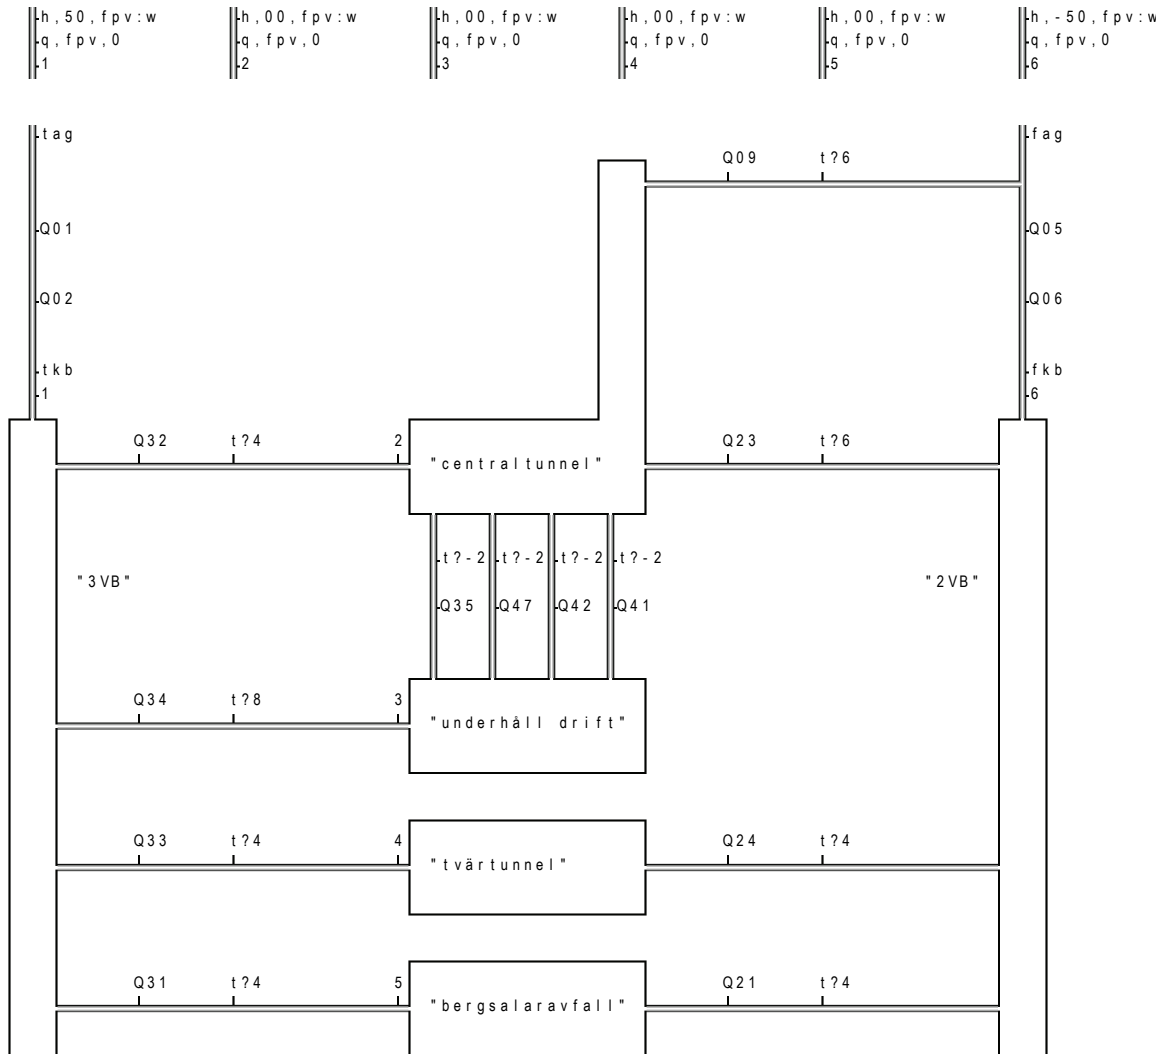 h,50,fpv:w h,00,fpv:w h,00,fpv:w h,00,fpv:w h,00,fpv:w h,-50,fpv:w
q,fpv,0 q,fpv,0 q,fpv,0 q,fpv,0 q,fpv,0 q,fpv,0
1 2 3 4 5 6
tag fag
Q09 t?6
Q01 Q05
Q02 Q06
tkb fkb
1 6
Q32 t?4 2 Q23 t?6
"centraltunnel"
t?-2 t?-2 t?-2 t?-2
"3VB" "2VB"
Q35 Q47 Q42 Q41
Q34 t?8 3
"underhåll drift"
Q33 t?4 4 Q24 t?4
"tvärtunnel"
Q31 t?4 5 Q21 t?4
"bergsalaravfall"